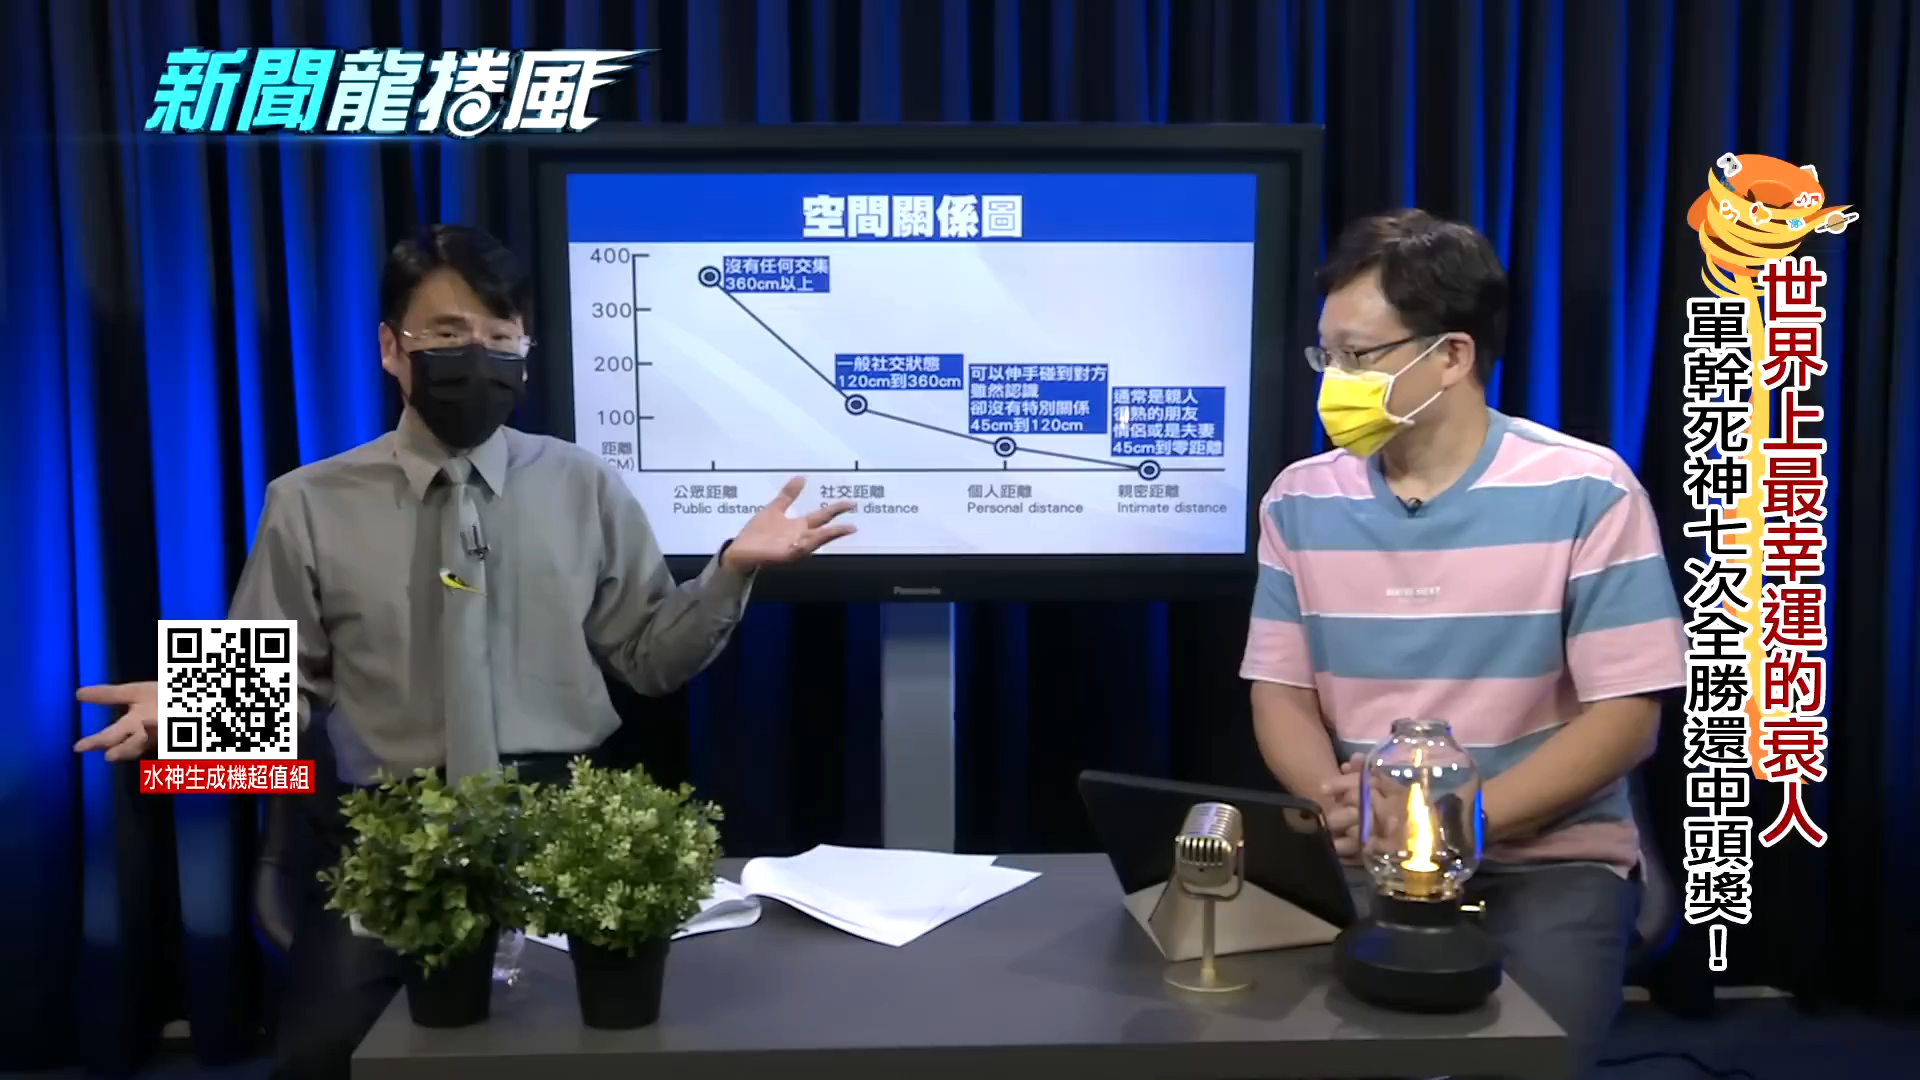 新聞龍捲風
空間關係圖
400
300
200
100
距離
(CM)
沒有任何交集
360cm以上
一般社交狀態
120cm到360cm
可以伸手碰到對方
雖然認識
卻沒有特別關係
45cm到120cm
通常是親人
很熟的朋友
情侶或是夫妻
45cm到零距離
公眾距離
Public distanc
社交距離
distance
個人距離
Personal distance
親密距離
Intimate distance
Panasonic
世界上最幸運的衰人
單幹死神七次全勝還中頭獎！
水神生成機超值組